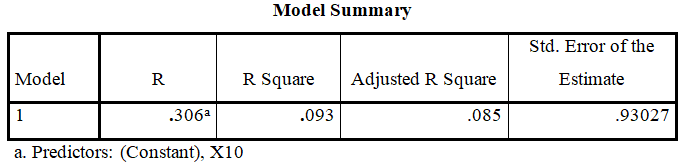 Model Summary
Model R R Square Adjusted R Square Std. Error of the Estimate
1 .306ᵃ .093 .085 .93027
a. Predictors: (Constant), X10